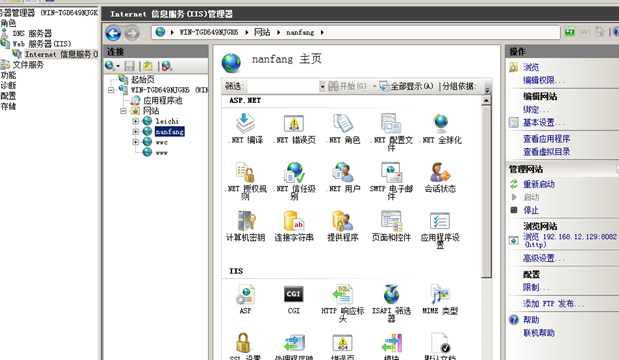 服务器管理器 (WIN-TGD649NJGK
角色
DNS 服务器
Web 服务器(IIS)
Internet 信息服务(
文件服务
功能
诊断
配置
存储
Internet 信息服务(IIS)管理器
WIN-TGD649NJGK6 ▸ 网站 ▸ nanfang ▸
连接
起始页
WIN-TGD649NJGK6 (WIN
应用程序池
网站
leichi
nanfang
wwc
www
nanfang 主页
筛选: 开始(G) 全部显示(A) 分组依据:
ASP.NET
.NET 编译 .NET 错误页 .NET 角色 .NET 配置文件 .NET 全球化
.NET 授权规则 .NET 信任级别 .NET 用户 SMTP 电子邮件 会话状态
计算机密钥 连接字符串 提供程序 页面和控件 应用程序设置
IIS
ASP CGI HTTP 响应标头 ISAPI 筛选器 MIME 类型
SSL 设置 处理程序映 错误页 模块 默认文档
操作
浏览
编辑权限...
编辑网站
绑定...
基本设置...
查看应用程序
查看虚拟目录
管理网站
重新启动
启动
停止
浏览网站
浏览 192.168.12.129:8082
(http)
高级设置...
配置
限制...
添加 FTP 发布...
帮助
联机帮助